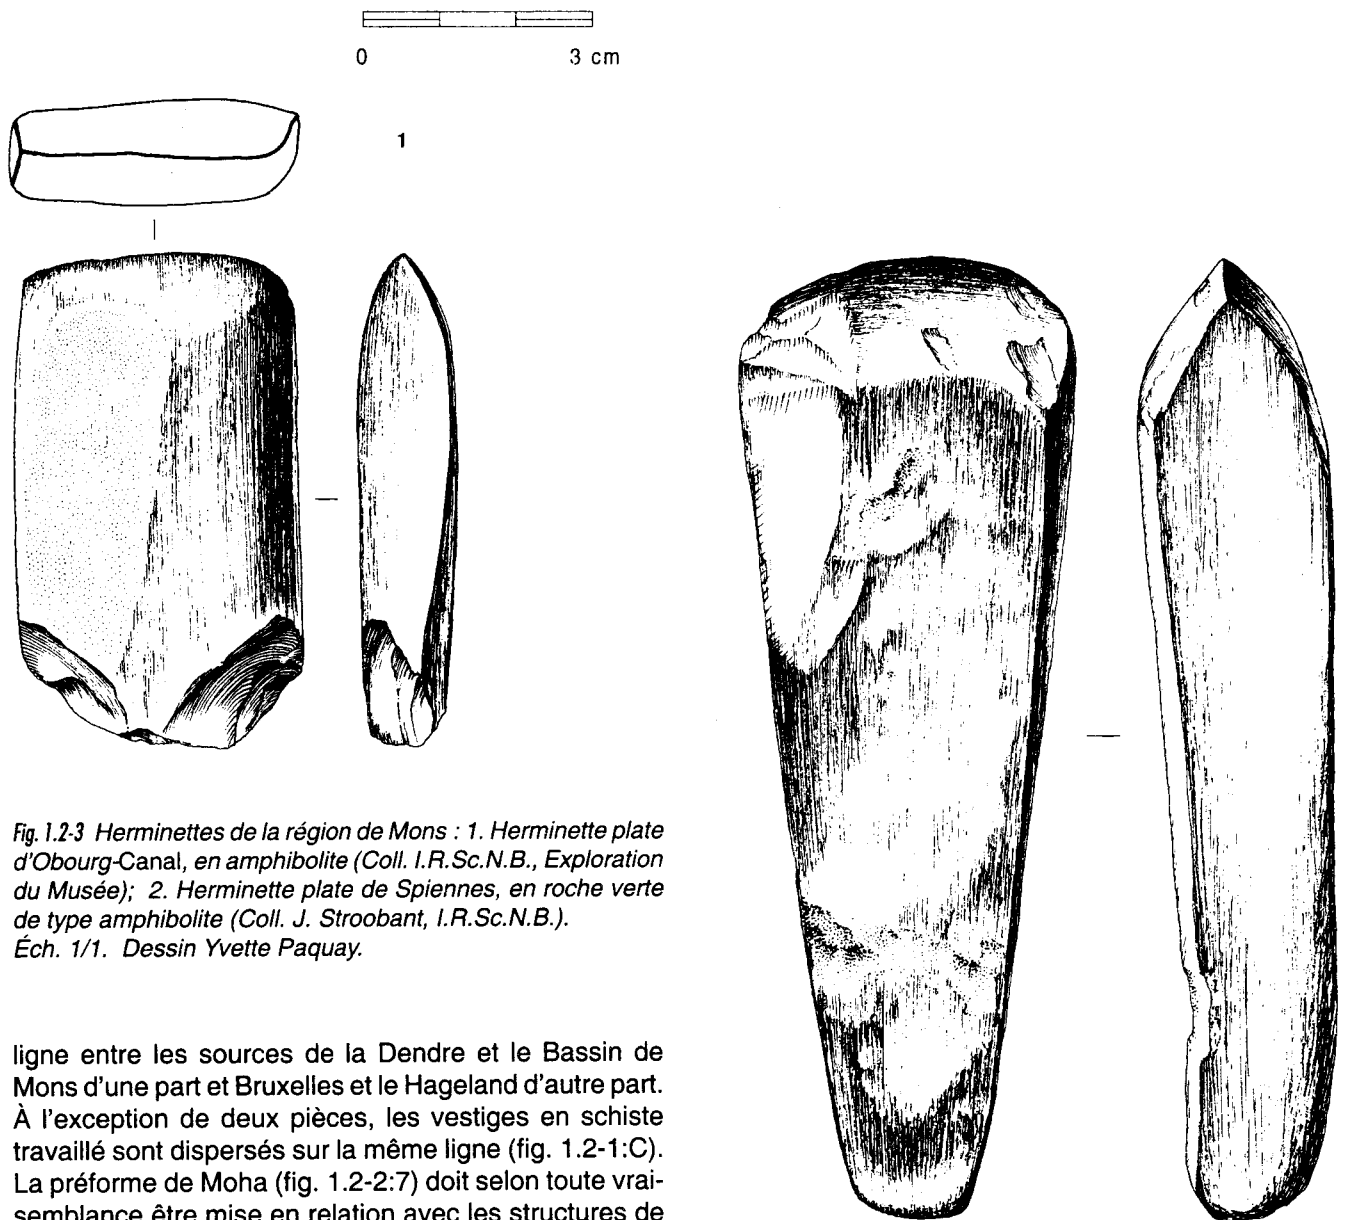 0 3 cm
1
Fig. 1.2-3 Herminettes de la région de Mons : 1. Herminette plate
d'Obourg-Canal, en amphibolite (Coll. I.R.Sc.N.B., Exploration
du Musée); 2. Herminette plate de Spiennes, en roche verte
de type amphibolite (Coll. J. Stroobant, I.R.Sc.N.B.).
Éch. 1/1. Dessin Yvette Paquay.
ligne entre les sources de la Dendre et le Bassin de
Mons d'une part et Bruxelles et le Hageland d'autre part.
À l'exception de deux pièces, les vestiges en schiste
travaillé sont dispersés sur la même ligne (fig. 1.2-1:C).
La préforme de Moha (fig. 1.2-2:7) doit selon toute vrai-
semblance être mise en relation avec les structures de